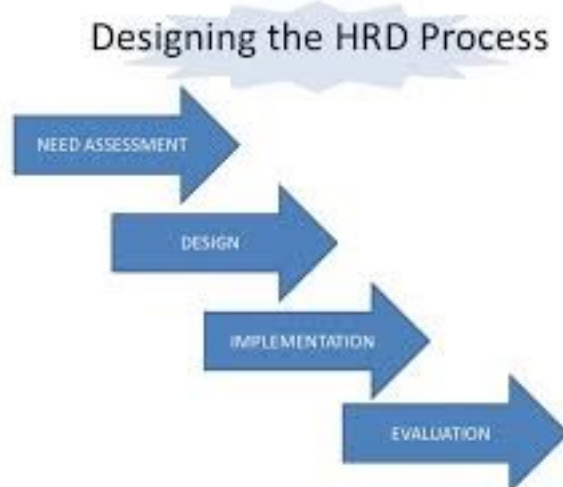 Designing the HRD Process
NEED ASSESSMENT
DESIGN
IMPLEMENTATION
EVALUATION